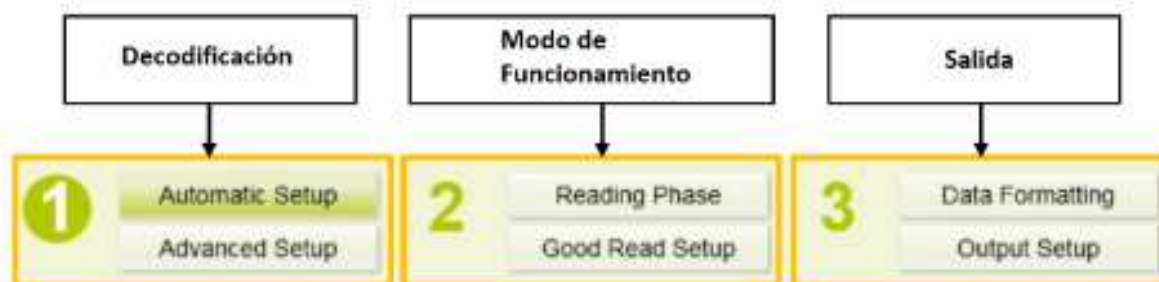 Decodificación
Modo de
Funcionamiento
Salida
1
Automatic Setup
Advanced Setup
2
Reading Phase
Good Read Setup
3
Data Formatting
Output Setup